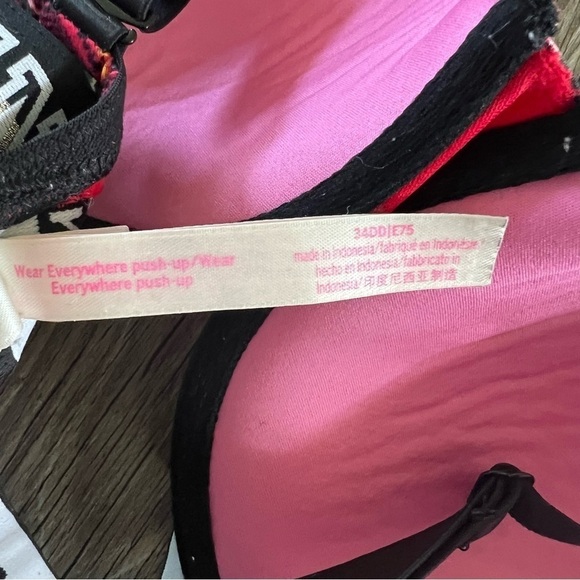 Wear Everywhere push-up/Wear
Everywhere push-up
34DD|E75
made in Indonesia/fabriqué en Indonésie
hecho en Indonesia/fabbricato in
Indonesia/印度尼西亚制造